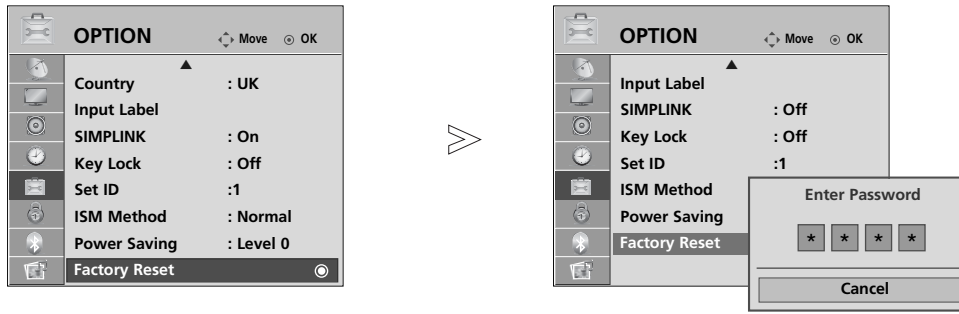 OPTION Move OK
Country : UK
Input Label
SIMPLINK : On
Key Lock : Off
Set ID :1
ISM Method : Normal
Power Saving : Level 0
Factory Reset
OPTION Move OK
Input Label
SIMPLINK : Off
Key Lock : Off
Set ID :1
ISM Method
Power Saving
Factory Reset
Enter Password
* * * *
Cancel